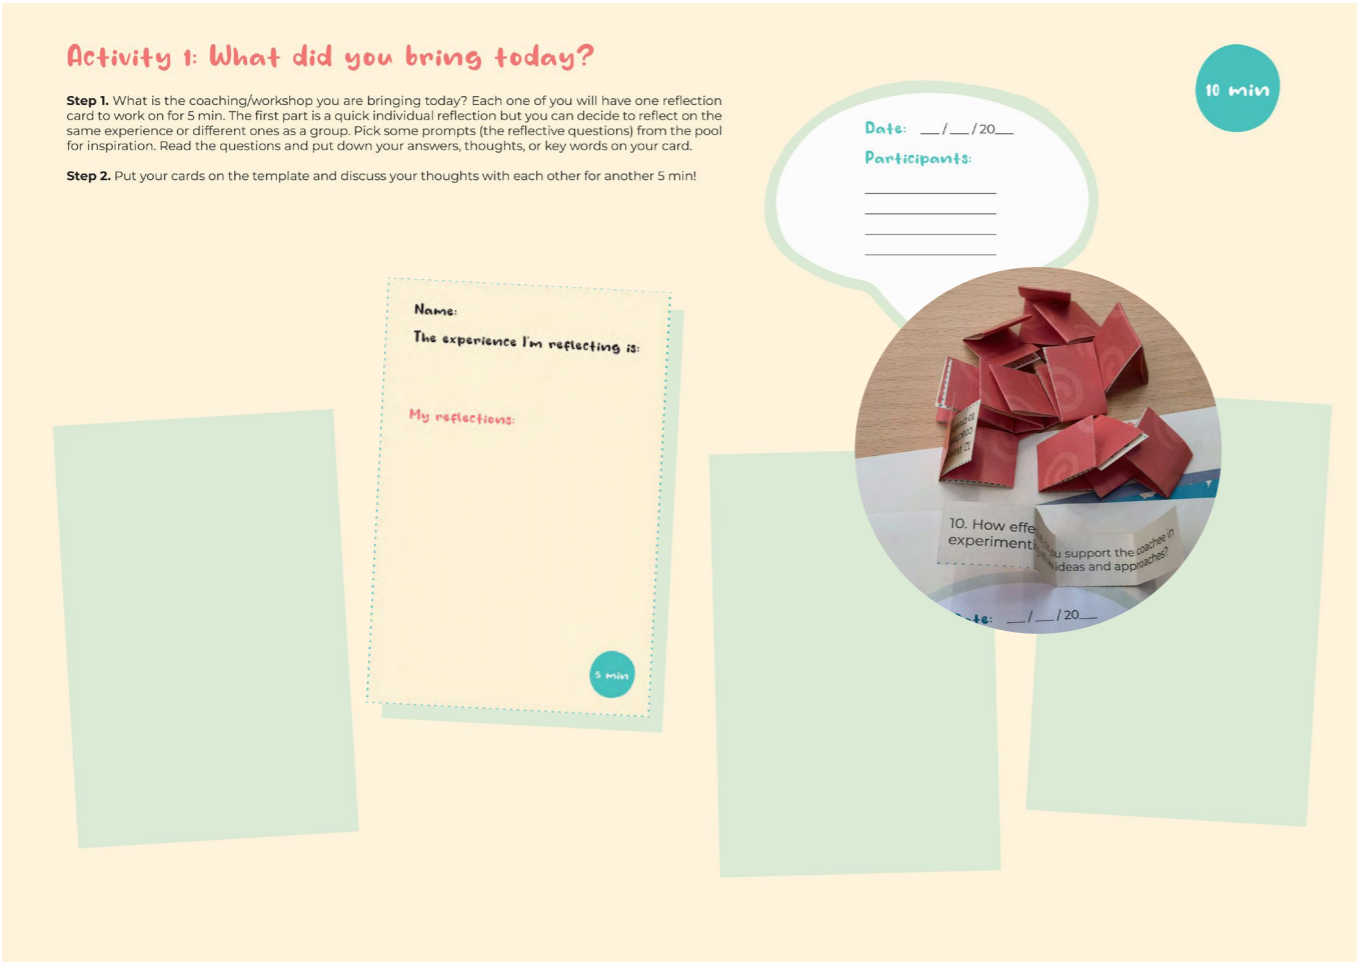 Activity 1: What did you bring today?
10 min
Step 1. What is the coaching/workshop you are bringing today? Each one of you will have one reflection
card to work on for 5 min. The first part is a quick individual reflection but you can decide to reflect on the
same experience or different ones as a group. Pick some prompts (the reflective questions) from the pool
for inspiration. Read the questions and put down your answers, thoughts, or key words on your card.
Step 2. Put your cards on the template and discuss your thoughts with each other for another 5 min!
Date: __/__/20__
Participants:
Name:
The experience I'm reflecting is:
My reflections:
5 min
10. How
support the coachee in
ideas and approaches?
__/__/20__